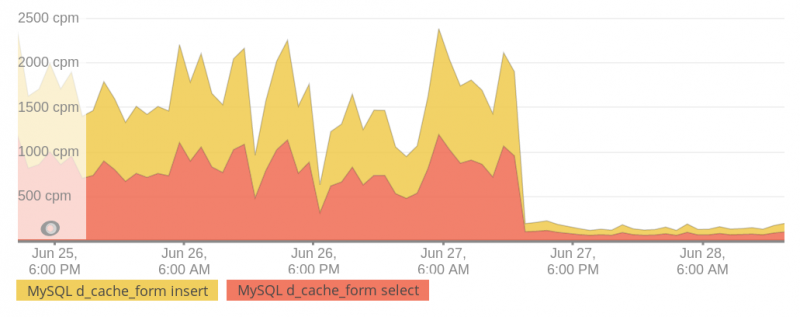 2500 cpm
2000 cpm
1500 cpm
1000 cpm
500 cpm
Jun 25,
6:00 PM
Jun 26,
6:00 AM
Jun 26,
6:00 PM
Jun 27,
6:00 AM
Jun 27,
6:00 PM
Jun 28,
6:00 AM
MySQL d_cache_form insert
MySQL d_cache_form select